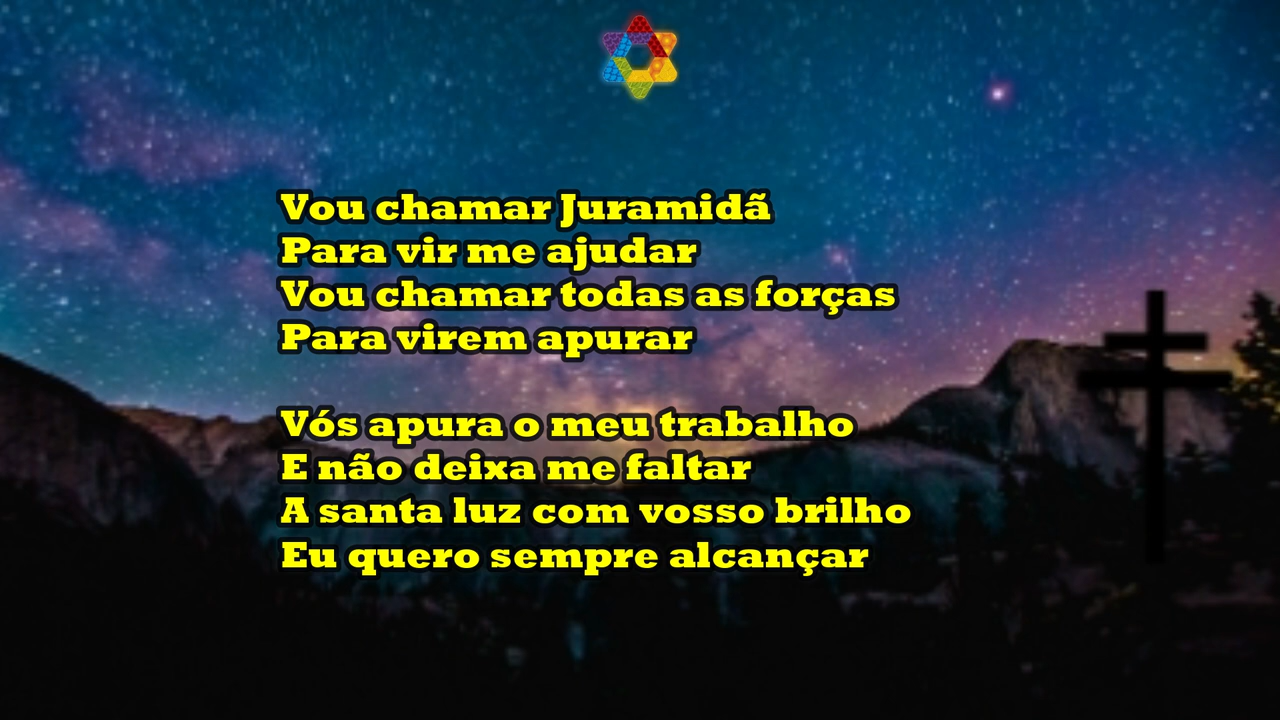 Vou chamar Juramidã
Para vir me ajudar
Vou chamar todas as forças
Para virem apurar
Vós apura o meu trabalho
E não deixa me faltar
A santa luz com vosso brilho
Eu quero sempre alcançar